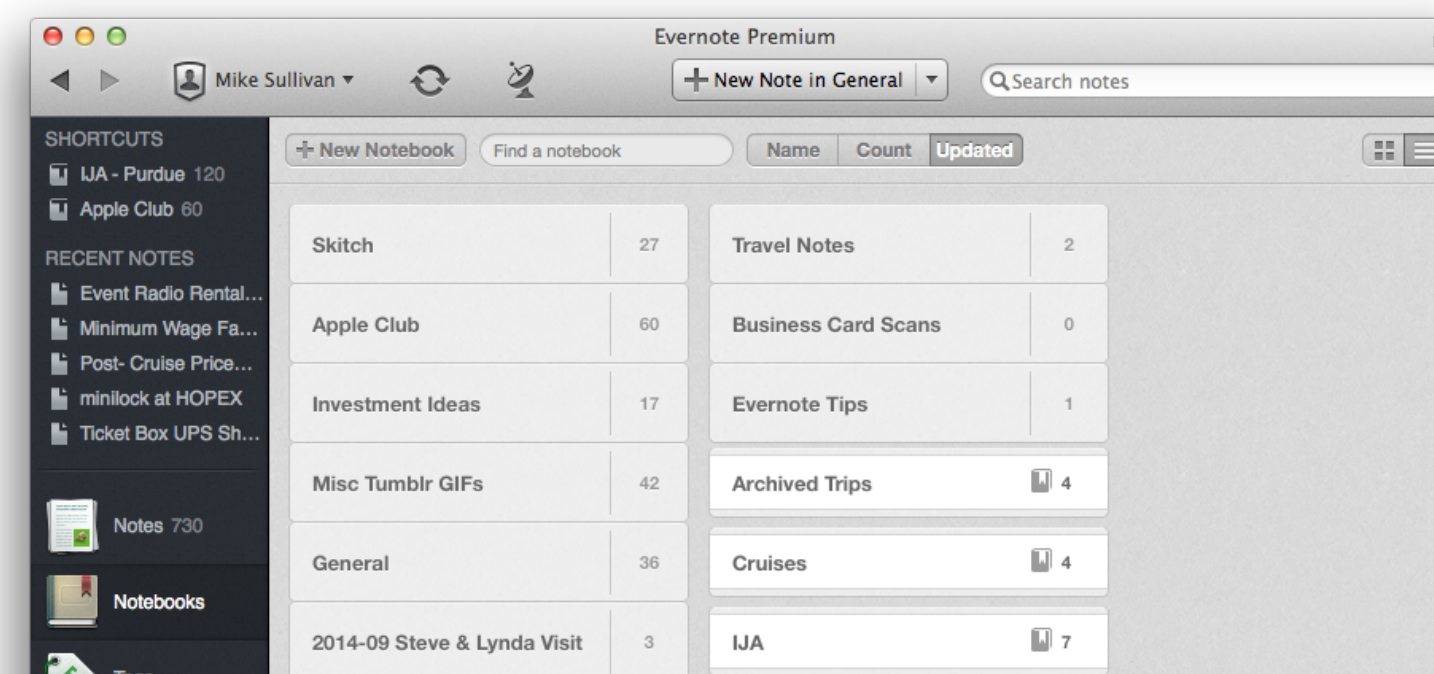 Evernote Premium
Mike Sullivan
New Note in General
Search notes
SHORTCUTS
IJA - Purdue 120
Apple Club 60
RECENT NOTES
Event Radio Rental...
Minimum Wage Fa...
Post- Cruise Price...
minilock at HOPEX
Ticket Box UPS Sh...
Notes 730
Notebooks
New Notebook
Find a notebook
Name
Count
Updated
Skitch 27
Apple Club 60
Investment Ideas 17
Misc Tumblr GIFs 42
General 36
2014-09 Steve & Lynda Visit 3
Travel Notes 2
Business Card Scans 0
Evernote Tips 1
Archived Trips 4
Cruises 4
IJA 7